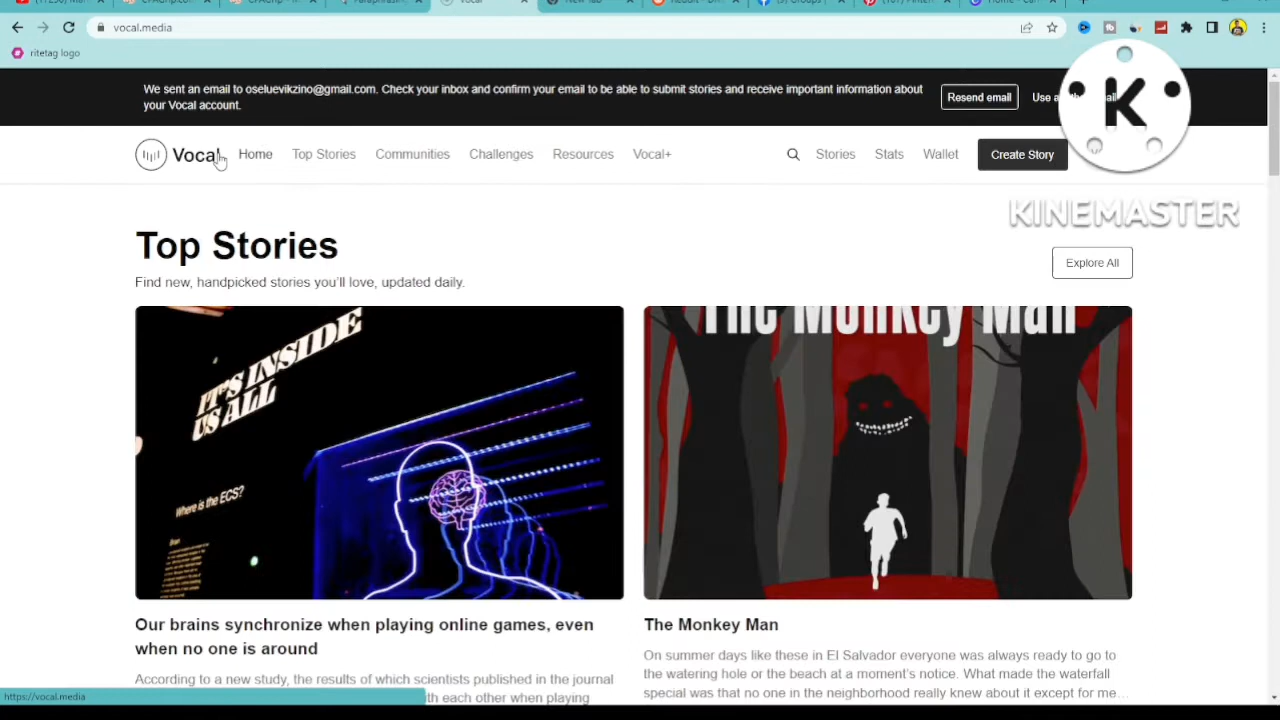 vocal.media
ritetag logo
We sent an email to oseluevikzino@gmail.com. Check your inbox and confirm your email to be able to submit stories and receive important information about
your Vocal account.
Resend email
Use a
Vocal
Home
Top Stories
Communities
Challenges
Resources
Vocal+
Stories
Stats
Wallet
Create Story
K
KINEMASTER
Top Stories
Find new, handpicked stories you'll love, updated daily.
Explore All
IT'S INSIDE
US ALL
Where is the ECS?
Brain
The Monkey Man
Our brains synchronize when playing online games, even
when no one is around
According to a new study, the results of which scientists published in the journal
th each other when playing
The Monkey Man
On summer days like these in El Salvador everyone was always ready to go to
the watering hole or the beach at a moment's notice. What made the waterfall
special was that no one in the neighborhood really knew about it except for me…
https://vocal.media